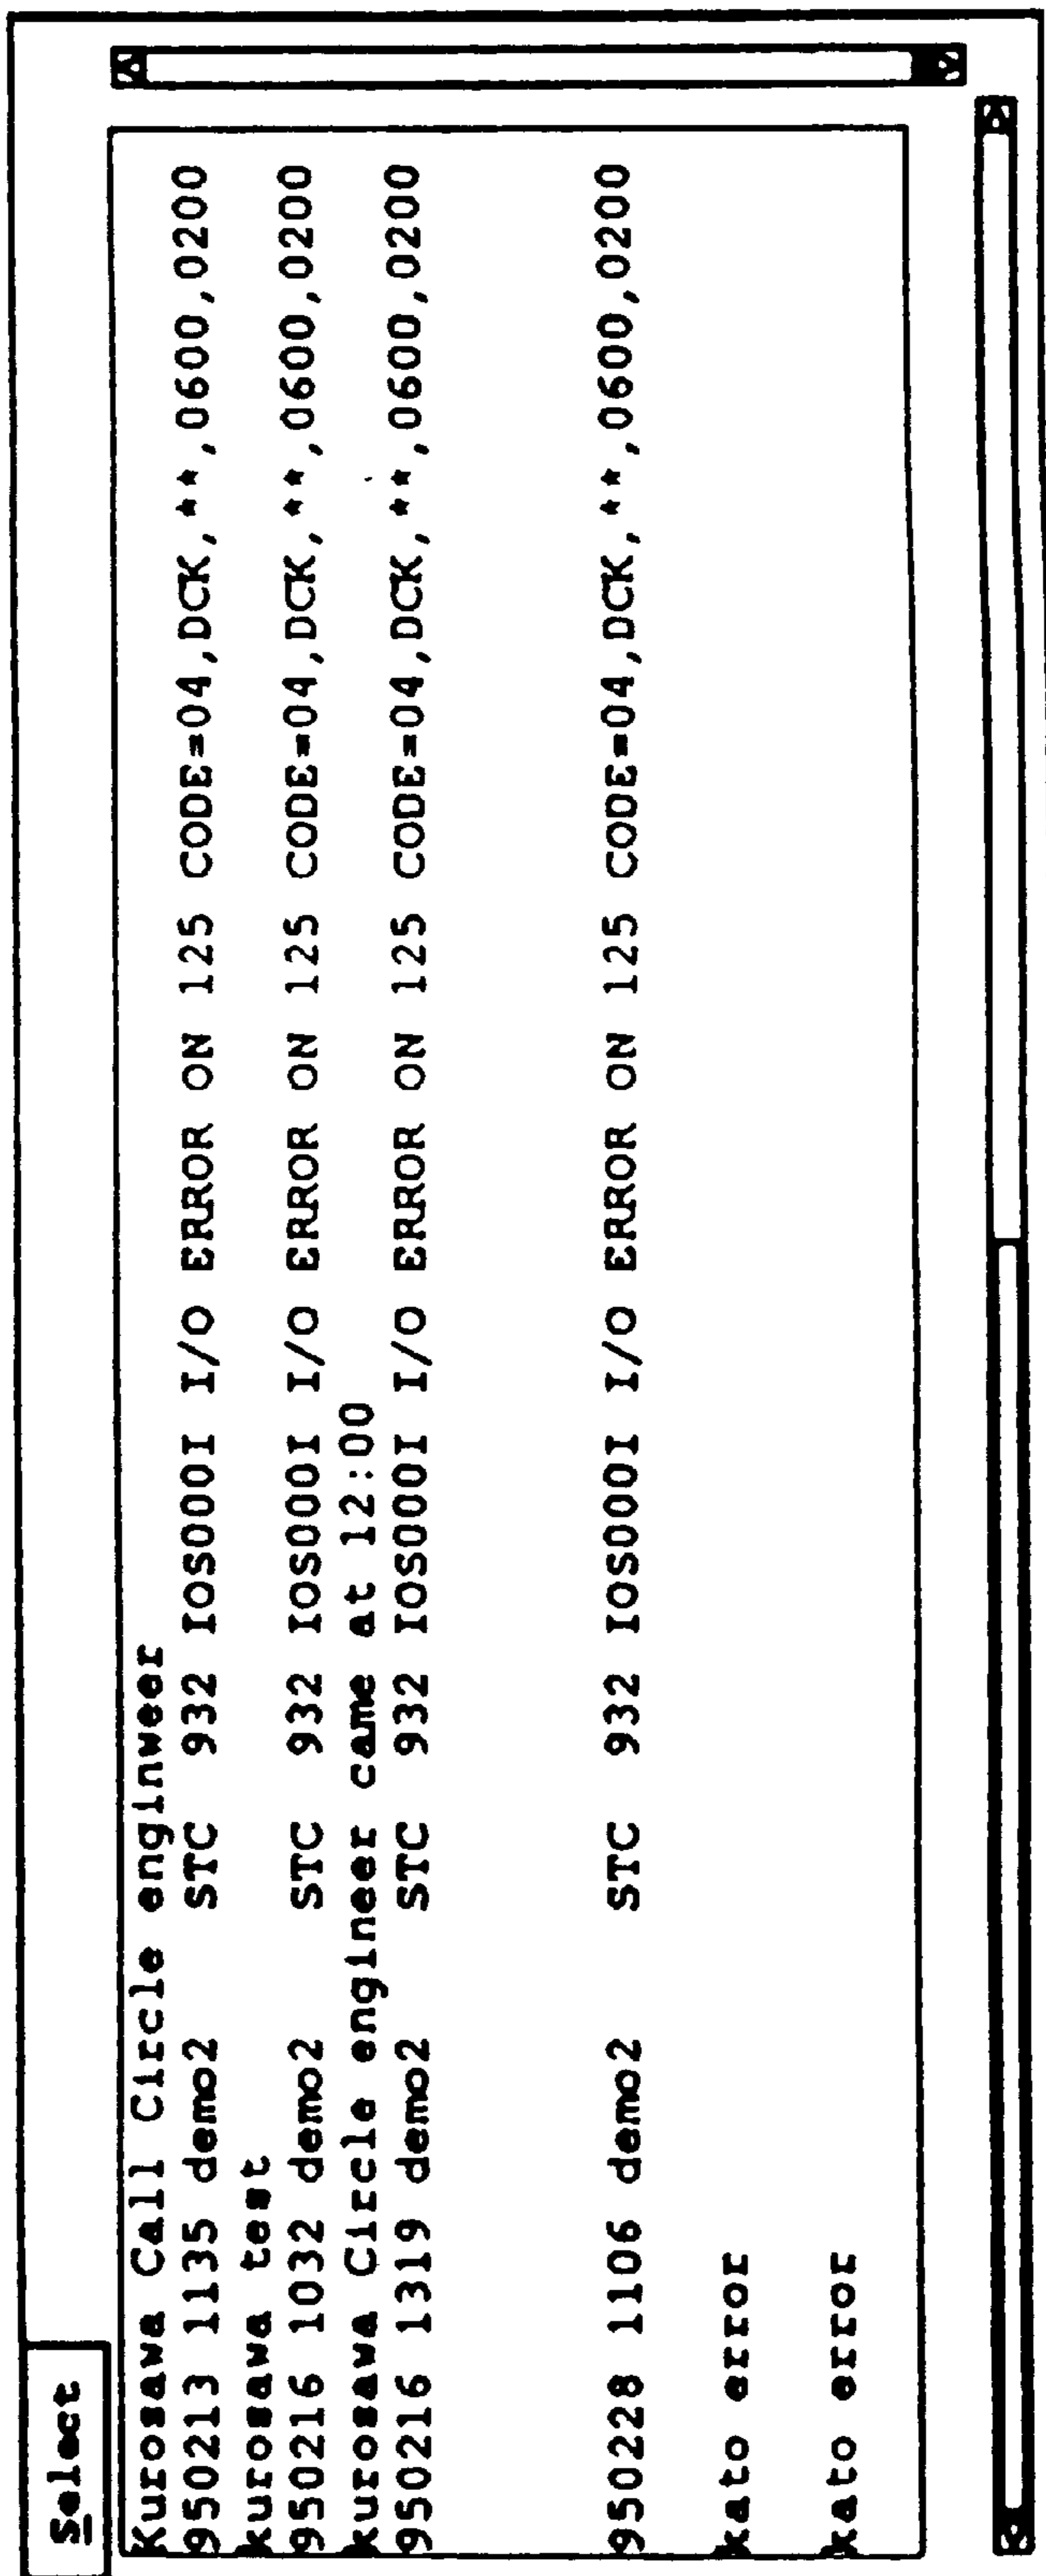 Select
Kurosawa Call Circle enginweer
950213 1135 demo2 STC 932 IOS000I I/O ERROR ON 125 CODE=04,DCK,**,0600,0200
kurosawa test
950216 1032 demo2 STC 932 IOS000I I/O ERROR ON 125 CODE=04,DCK,**,0600,0200
kurosawa Circle engineer came at 12:00
950216 1319 demo2 STC 932 IOS000I I/O ERROR ON 125 CODE=04,DCK,**,0600,0200
950228 1106 demo2 STC 932 IOS000I I/O ERROR ON 125 CODE=04,DCK,**,0600,0200
kato error
kato error